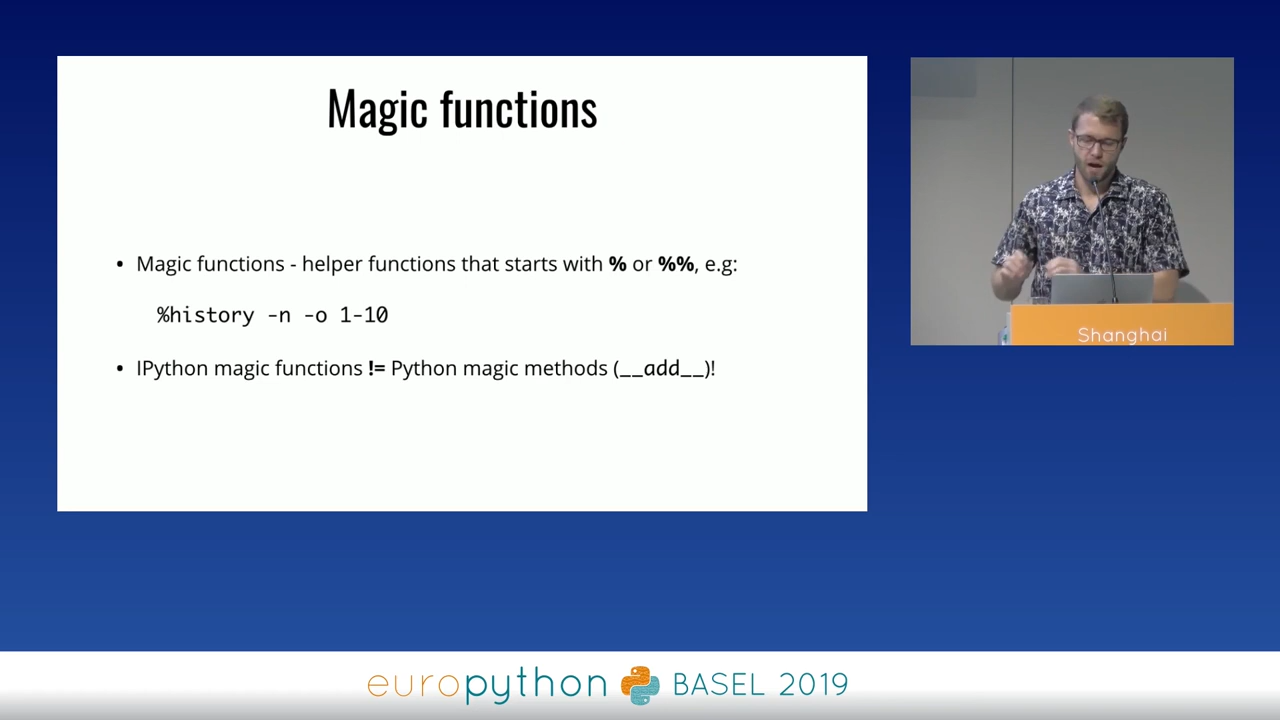 Magic functions
• Magic functions - helper functions that starts with % or %%, e.g:
%history -n -o 1-10
• IPython magic functions != Python magic methods (__add__)!
Shanghai
europython BASEL 2019